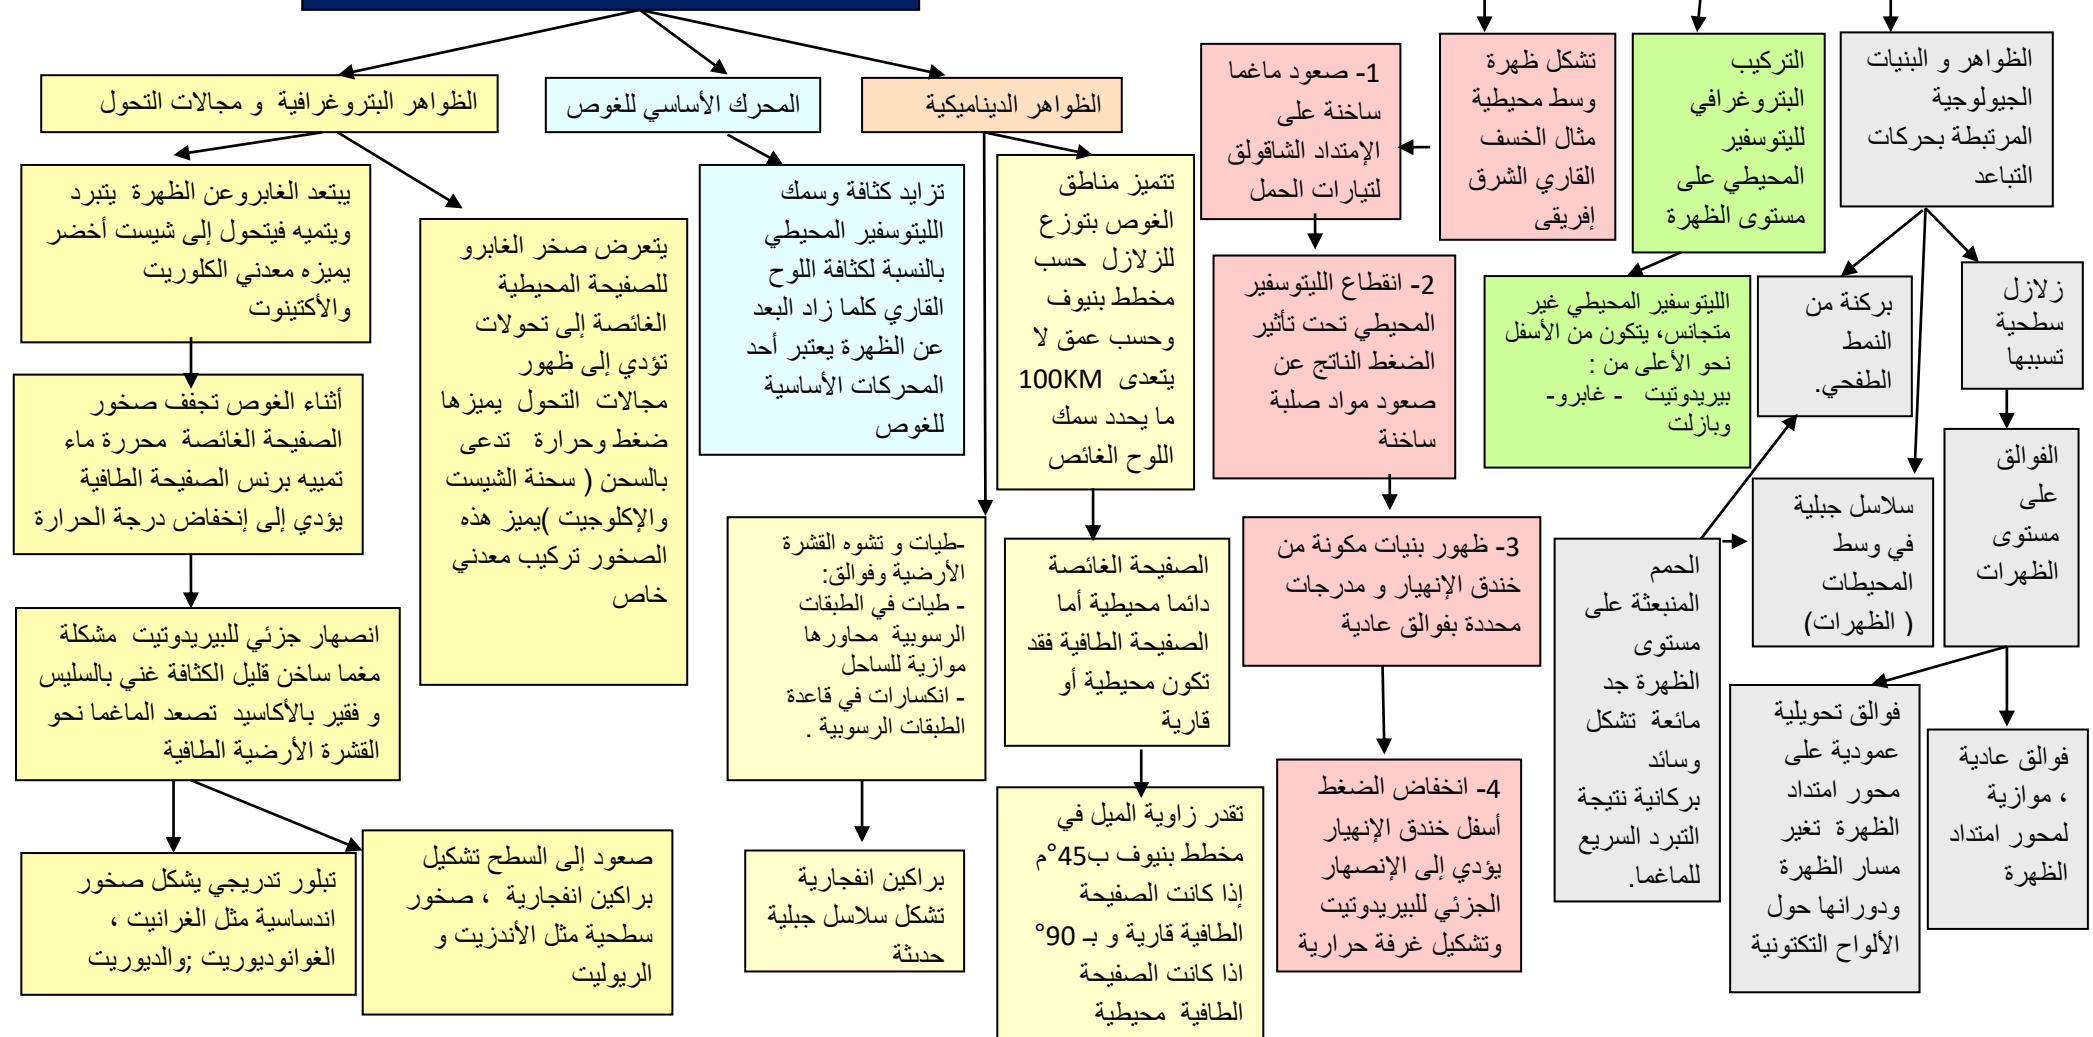 الظواهر و البنيات
الجيولوجية
المرتبطة بحركات
التباعد
زلازل
سطحية
تسببها
الفوالق
على
مستوى
الظهرات
فوالق عادية
، موازية
لمحور امتداد
الظهرة
فوالق تحويلية
عمودية على
محور امتداد
الظهرة تغير
مسار الظهرة
ودورانها حول
الألواح التكتونية
بركنة من
النمط
الطفحي.
سلاسل جبلية
في وسط
المحيطات
( الظهرات)
الحمم
المنبعثة على
مستوى
الظهرة جد
مائعة تشكل
وسائد
بركانية نتيجة
التبرد السريع
للماغما.
التركيب
البتروغرافي
لليتوسفير
المحيطي على
مستوى الظهرة
الليتوسفير المحيطي غير
متجانس، يتكون من الأسفل
نحو الأعلى من :
بيريدوتيت - غابرو-
وبازلت
تشكل ظهرة
وسط محيطية
مثال الخسف
القاري الشرق
إفريقي
1- صعود ماغما
ساخنة على
الإمتداد الشاقولق
لتيارات الحمل
2- انقطاع الليتوسفير
المحيطي تحت تأثير
الضغط الناتج عن
صعود مواد صلبة
ساخنة
3- ظهور بنيات مكونة من
خندق الإنهيار و مدرجات
محددة بفوالق عادية
4- انخفاض الضغط
أسفل خندق الإنهيار
يؤدي إلى الإنصهار
الجزئي للبيريدوتيت
وتشكيل غرفة حرارية
الظواهر الديناميكية
تتميز مناطق
الغوص بتوزع
للزلازل حسب
مخطط بنيوف
وحسب عمق لا
يتعدى 100KM
ما يحدد سمك
اللوح الغائص
الصفيحة الغائصة
دائما محيطية أما
الصفيحة الطافية فقد
تكون محيطية أو
قارية
تقدر زاوية الميل في
مخطط بنيوف ب45°م
إذا كانت الصفيحة
الطافية قارية و بـ 90°
اذا كانت الصفيحة
الطافية محيطية
-طيات و تشوه القشرة
الأرضية وفوالق:
- طيات في الطبقات
الرسوبية محاورها
موازية للساحل
- انكسارات في قاعدة
الطبقات الرسوبية .
براكين انفجارية
تشكل سلاسل جبلية
حديثة
المحرك الأساسي للغوص
تزايد كثافة وسمك
الليتوسفير المحيطي
بالنسبة لكثافة اللوح
القاري كلما زاد البعد
عن الظهرة يعتبر أحد
المحركات الأساسية
للغوص
الظواهر البتروغرافية و مجالات التحول
يتعرض صخر الغابرو
للصفيحة المحيطية
الغائصة إلى تحولات
تؤدي إلى ظهور
مجالات التحول يميزها
ضغط وحرارة تدعى
بالسحن ( سحنة الشيست
والإكلوجيت )يميز هذه
الصخور تركيب معدني
خاص
يبتعد الغابروعن الظهرة يتبرد
ويتميه فيتحول إلى شيست أخضر
يميزه معدني الكلوريت
والأكتينوت
أثناء الغوص تجفف صخور
الصفيحة الغائصة محررة ماء
تمييه برنس الصفيحة الطافية
يؤدي إلى إنخفاض درجة الحرارة
انصهار جزئي للبيريدوتيت مشكلة
مغما ساخن قليل الكثافة غني بالسليس
و فقير بالأكاسيد تصعد الماغما نحو
القشرة الأرضية الطافية
صعود إلى السطح تشكيل
براكين انفجارية ، صخور
سطحية مثل الأندزيت و
الريوليت
تبلور تدريجي يشكل صخور
اندساسية مثل الغرانيت ،
الغوانوديوريت ;والديوريت